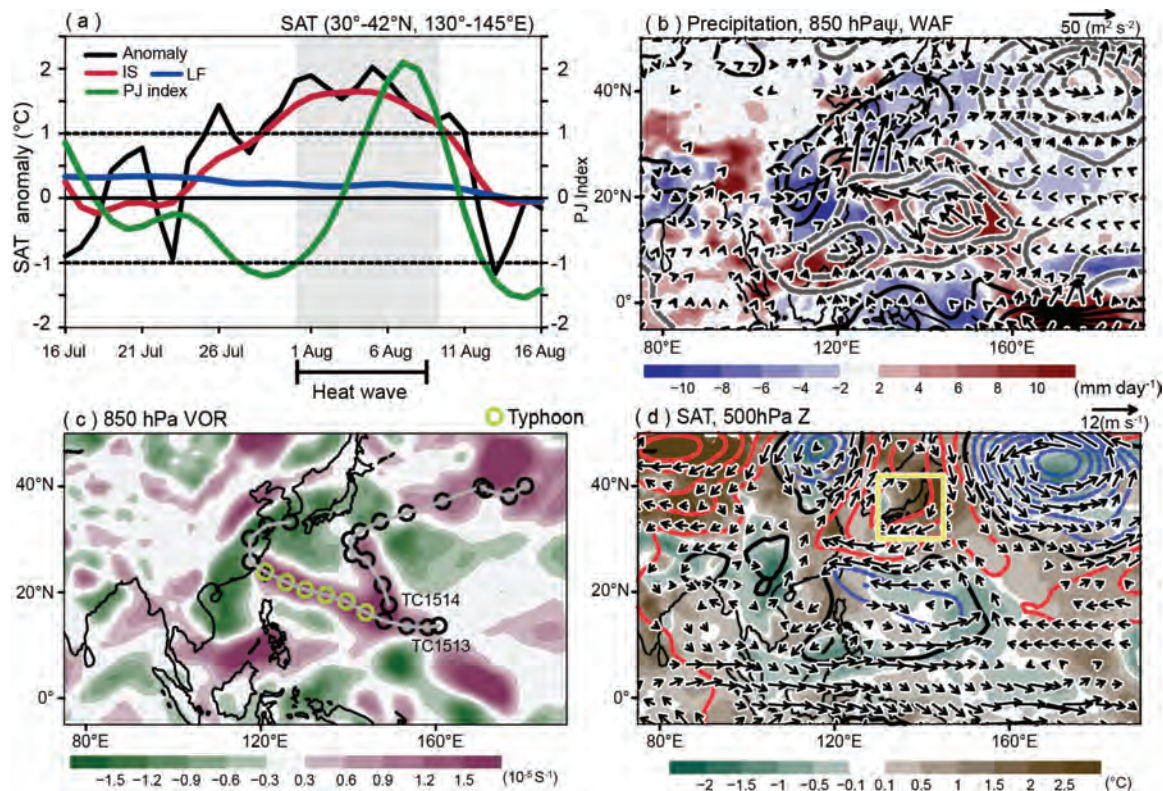 (a) SAT (30°-42°N, 130°-145°E)
Anomaly
IS LF
PJ index
SAT anomaly (°C)
2
1
0
-1
-2
PJ Index
2
1
0
-1
-2
16 Jul 21 Jul 26 Jul 1 Aug 6 Aug 11 Aug 16 Aug
Heat wave
(b) Precipitation, 850 hPaψ, WAF
50 (m² s⁻²)
40°N
20°N
0°
80°E 120°E 160°E
−10 −8 −6 −4 −2 2 4 6 8 10 (mm day⁻¹)
(c) 850 hPa VOR
Typhoon
40°N
20°N
0°
TC1514
TC1513
80°E 120°E 160°E
−1.5 −1.2 −0.9 −0.6 −0.3 0.3 0.6 0.9 1.2 1.5 (10⁻⁵S⁻¹)
(d) SAT, 500hPa Z
12(m s⁻¹)
40°N
20°N
0°
80°E 120°E 160°E
−2 −1.5 −1 −0.5 −0.1 0.1 0.5 1 1.5 2 2.5 (°C)